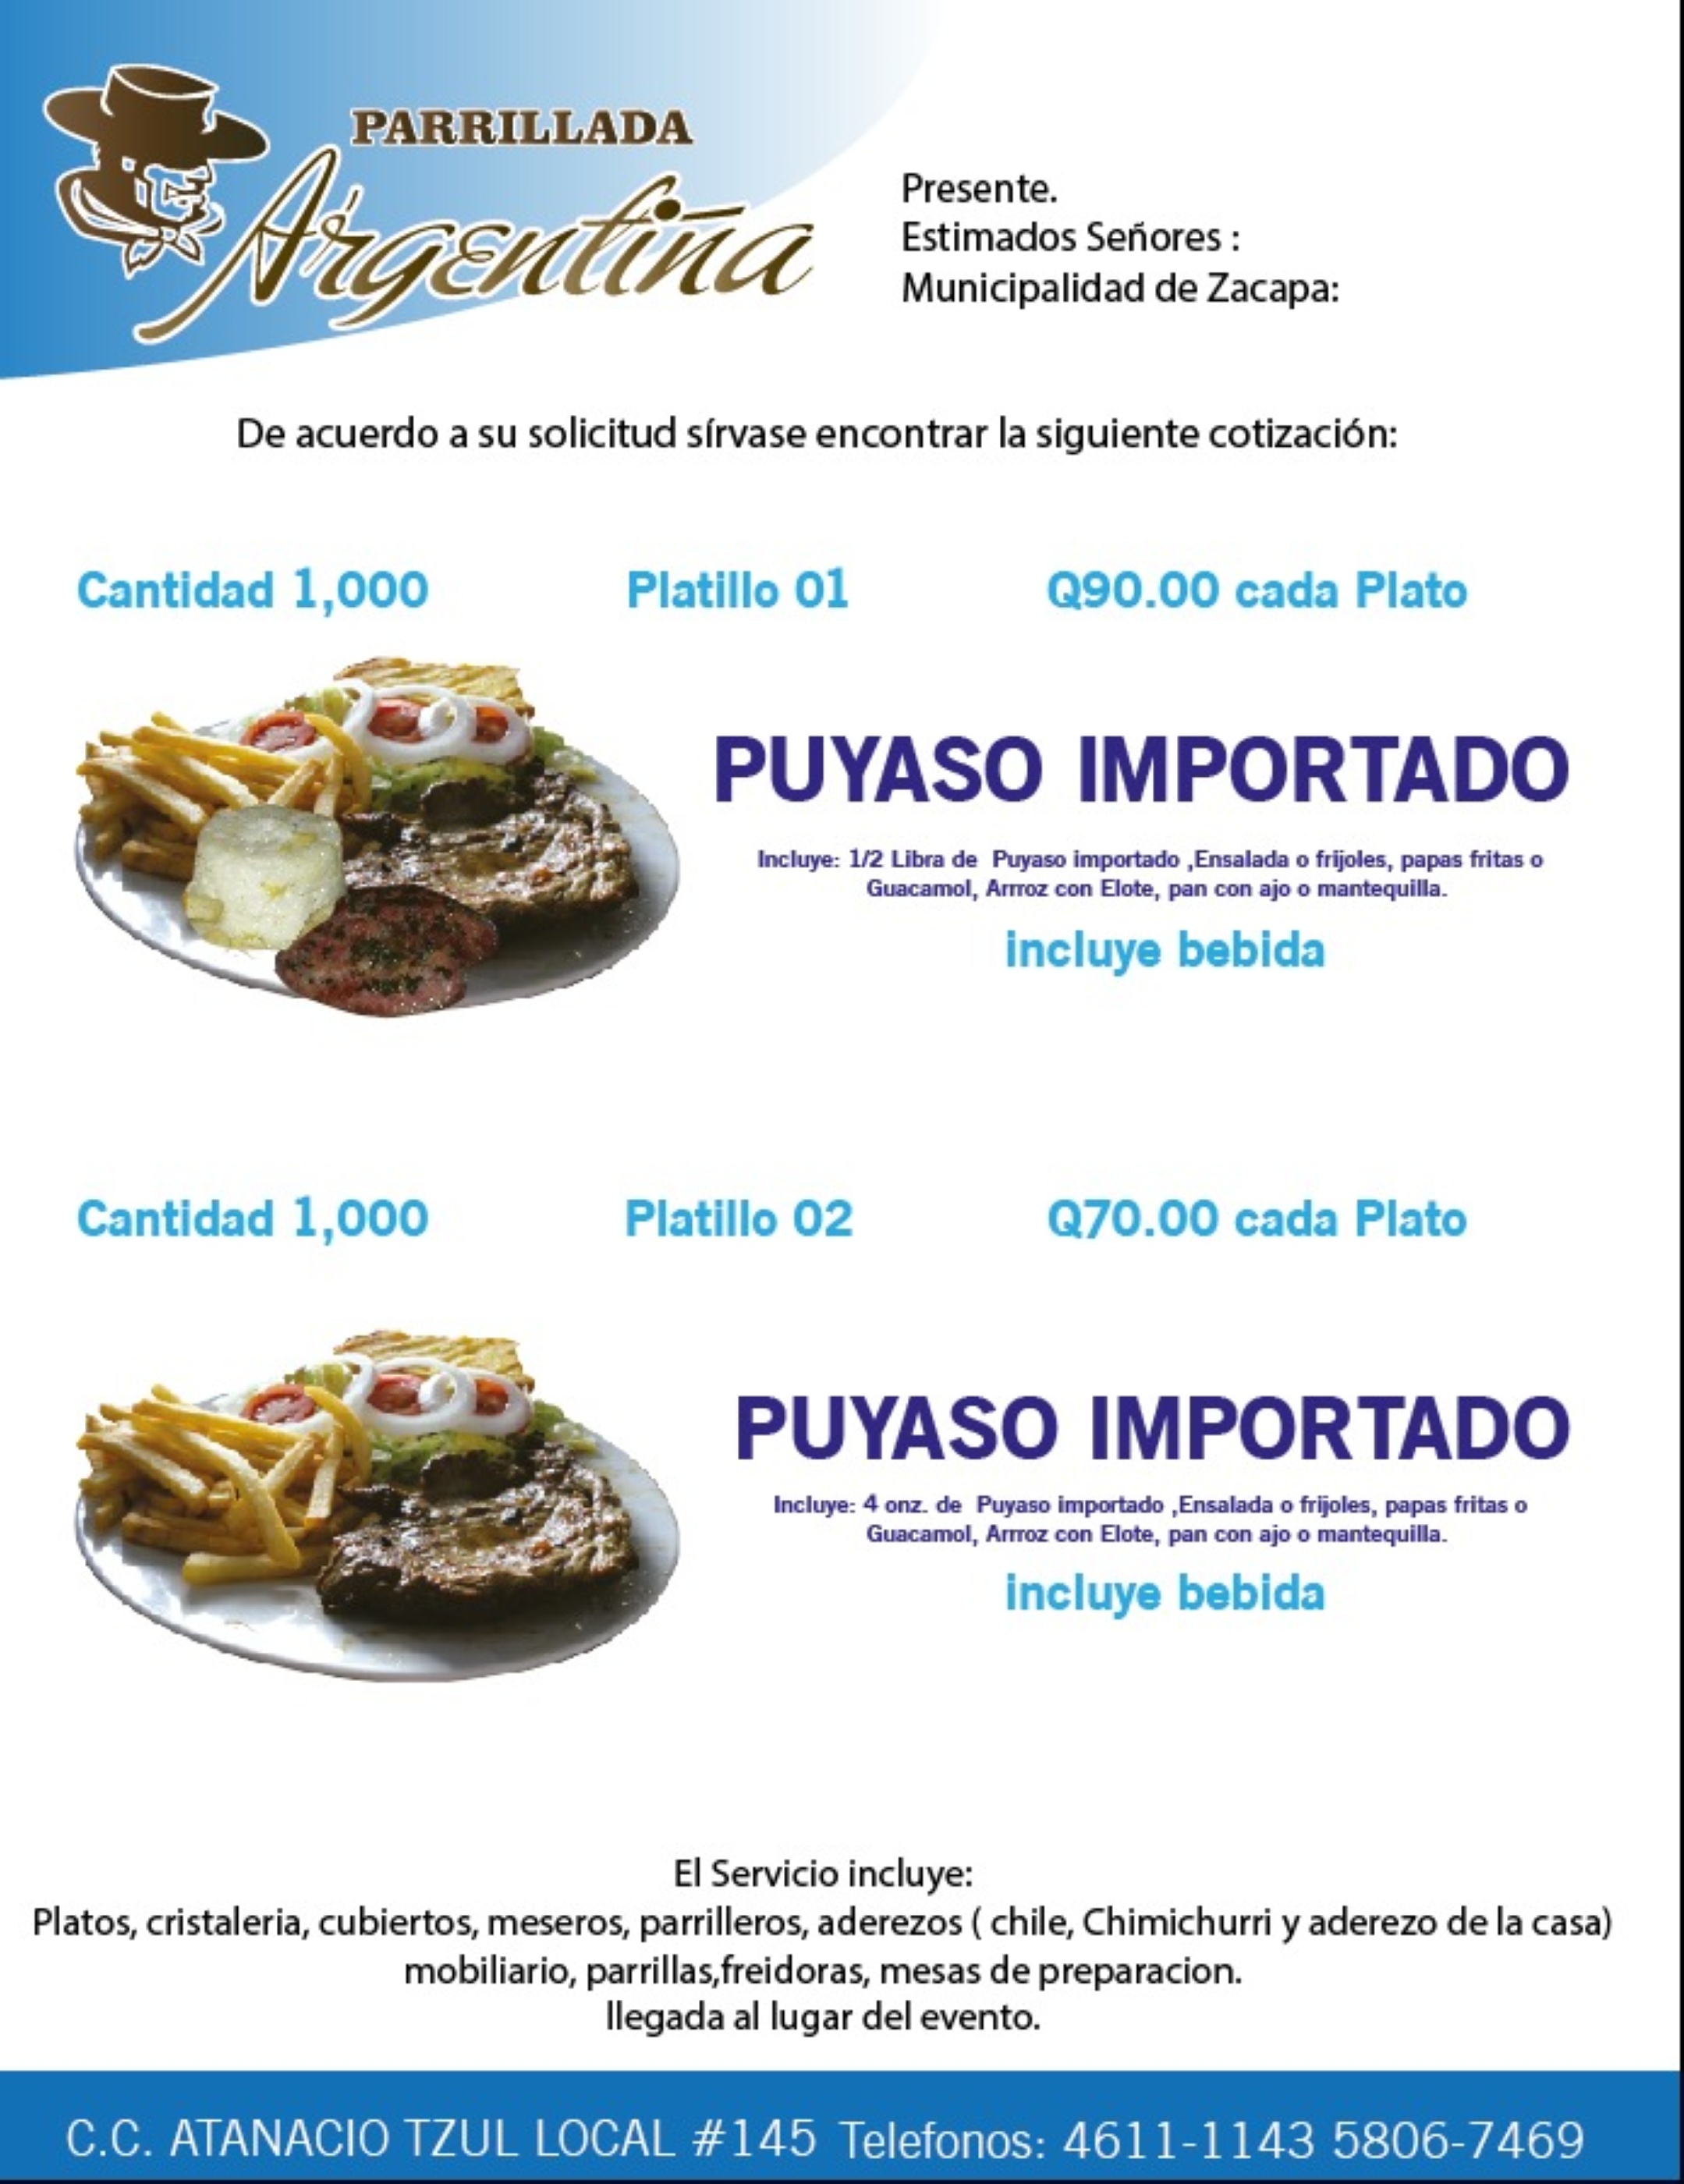 PARRILLADA
Argentina
Presente.
Estimados Señores :
Municipalidad de Zacapa:
De acuerdo a su solicitud sírvase encontrar la siguiente cotización:
Cantidad 1,000 Platillo 01 Q90.00 cada Plato
PUYASO IMPORTADO
Incluye: 1/2 Libra de Puyaso importado ,Ensalada o frijoles, papas fritas o
Guacamol, Arrroz con Elote, pan con ajo o mantequilla.
incluye bebida
Cantidad 1,000 Platillo 02 Q70.00 cada Plato
PUYASO IMPORTADO
Incluye: 4 onz. de Puyaso importado ,Ensalada o frijoles, papas fritas o
Guacamol, Arrroz con Elote, pan con ajo o mantequilla.
incluye bebida
El Servicio incluye:
Platos, cristaleria, cubiertos, meseros, parrilleros, aderezos ( chile, Chimichurri y aderezo de la casa)
mobiliario, parrillas,freidoras, mesas de preparacion.
llegada al lugar del evento.
C.C. ATANACIO TZUL LOCAL #145 Telefonos: 4611-1143 5806-7469